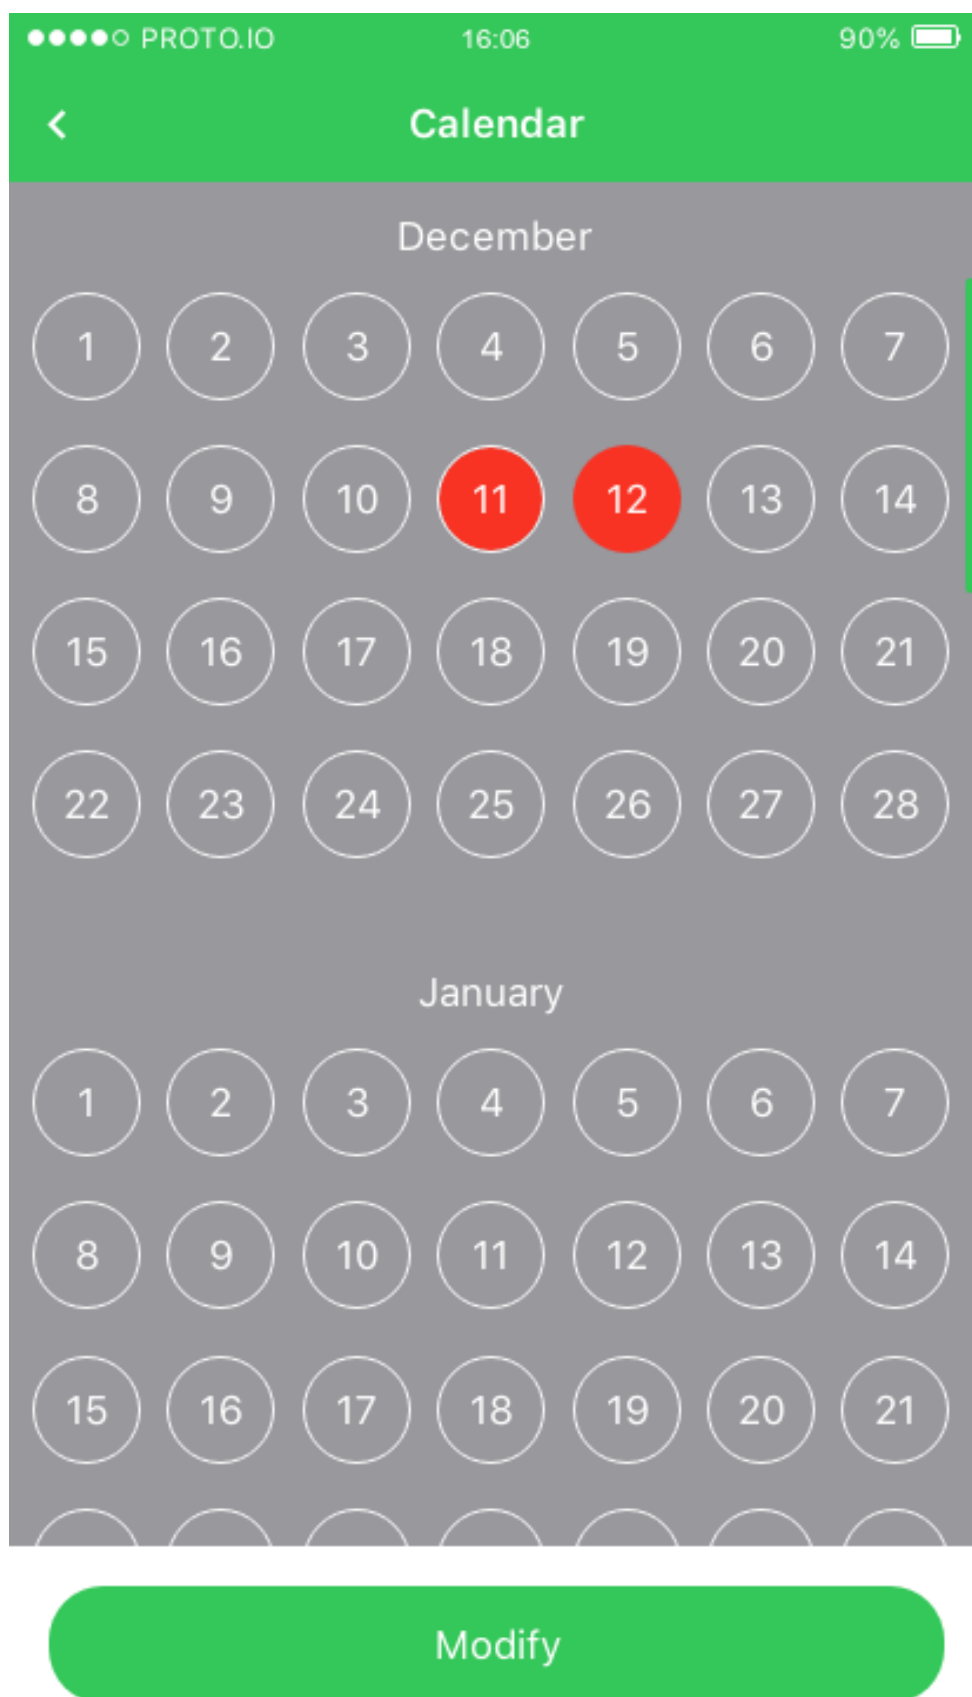 PROTO.IO 16:06 90%
Calendar
December
1 2 3 4 5 6 7
8 9 10 11 12 13 14
15 16 17 18 19 20 21
22 23 24 25 26 27 28
January
1 2 3 4 5 6 7
8 9 10 11 12 13 14
15 16 17 18 19 20 21
Modify